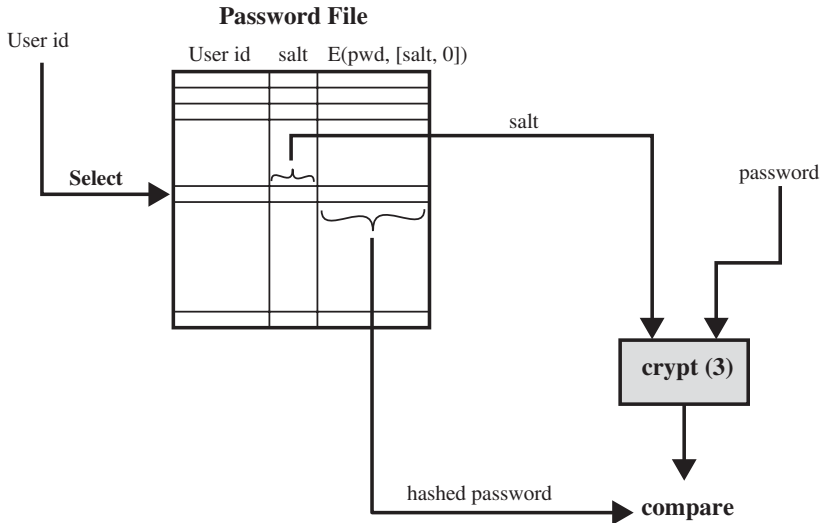 Password File
User id
User id salt E(pwd, [salt, 0])
salt
Select
password
crypt (3)
hashed password
compare